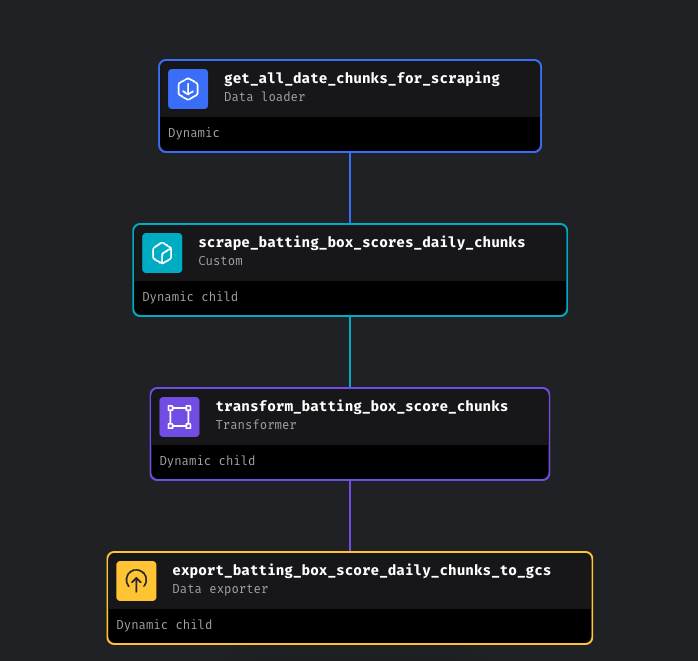 get_all_date_chunks_for_scraping
Data loader
Dynamic
scrape_batting_box_scores_daily_chunks
Custom
Dynamic child
transform_batting_box_score_chunks
Transformer
Dynamic child
export_batting_box_score_daily_chunks_to_gcs
Data exporter
Dynamic child